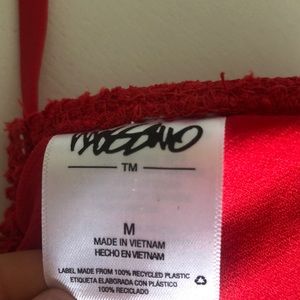 MOSSIMO
TM
M
MADE IN VIETNAM
HECHO EN VIETNAM
LABEL MADE FROM 100% RECYCLED PLASTIC
ETIQUETA ELABORADA CON PLÁSTICO
100% RECICLADO